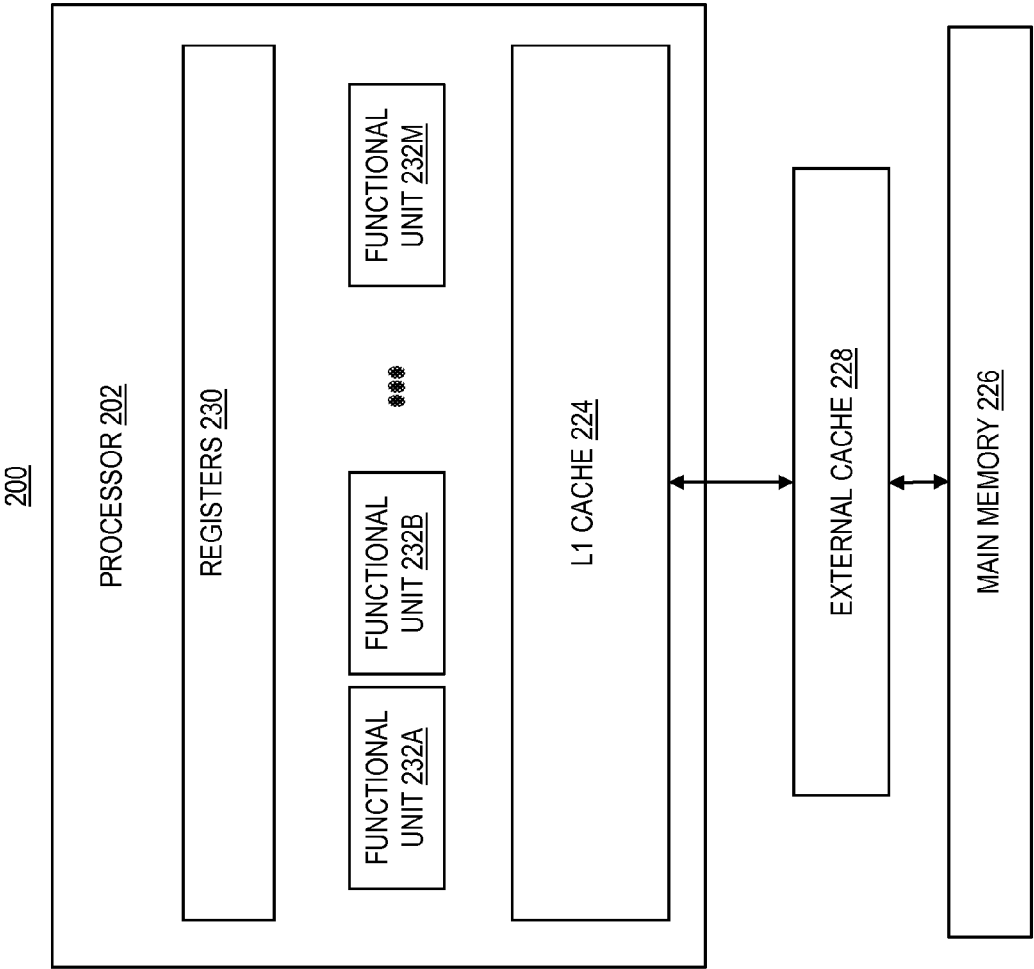 200
PROCESSOR 202
REGISTERS 230
FUNCTIONAL
UNIT 232A
FUNCTIONAL
UNIT 232B
FUNCTIONAL
UNIT 232M
L1 CACHE 224
EXTERNAL CACHE 228
MAIN MEMORY 226